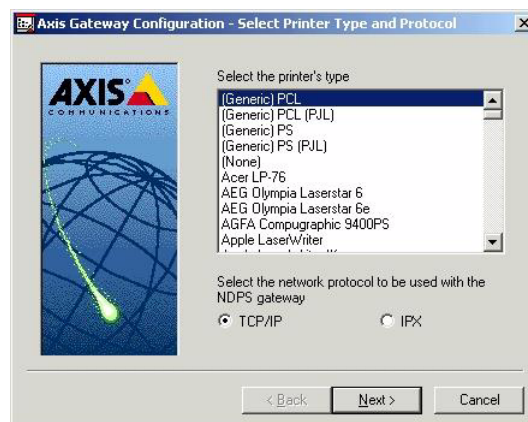 Axis Gateway Configuration - Select Printer Type and Protocol
AXIS
COMMUNICATIONS
Select the printer's type
(Generic) PCL
(Generic) PCL (PJL)
(Generic) PS
(Generic) PS (PJL)
(None)
Acer LP-76
AEG Olympia Laserstar 6
AEG Olympia Laserstar 6e
AGFA Compugraphic 9400PS
Apple LaserWriter
Select the network protocol to be used with the
NDPS gateway
TCP/IP
IPX
< Back
Next >
Cancel